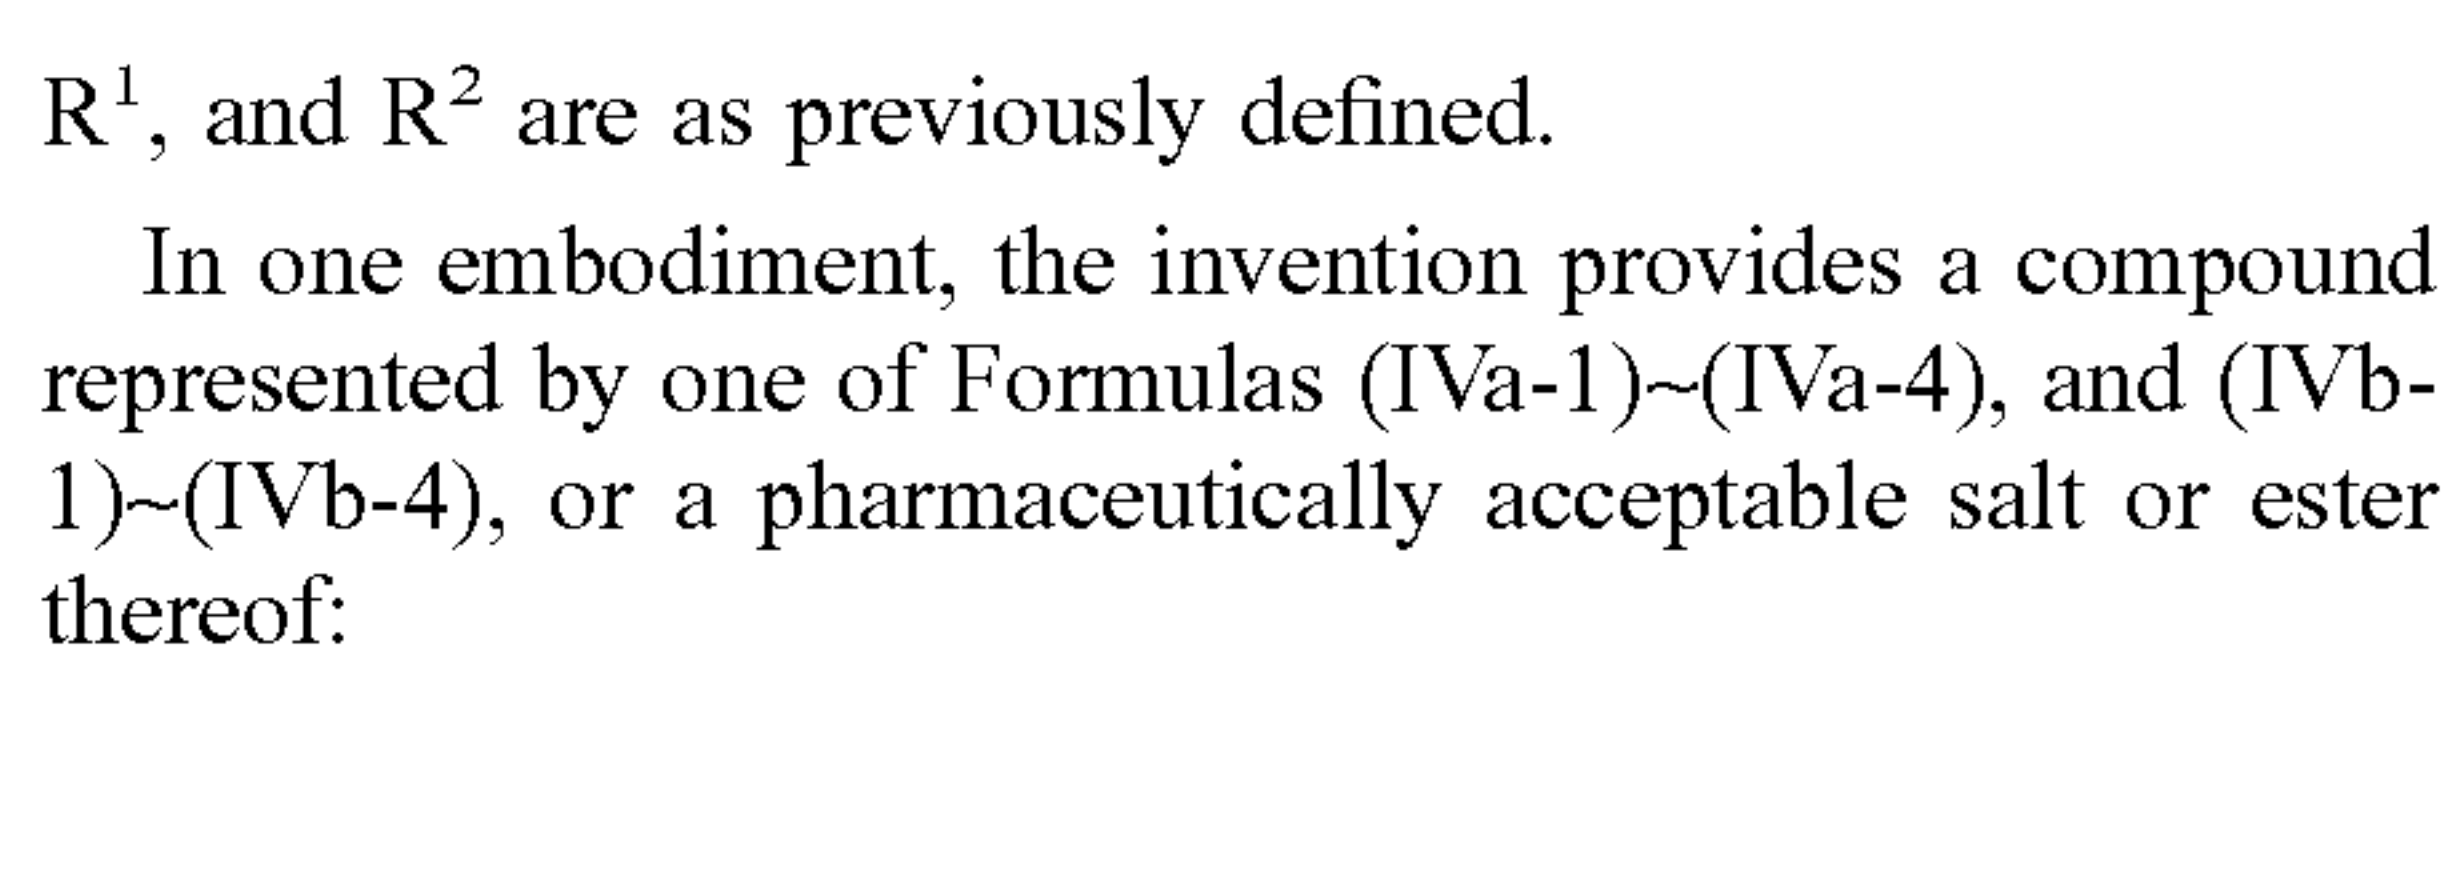 R¹, and R² are as previously defined.
In one embodiment, the invention provides a compound
represented by one of Formulas (IVa-1)~(IVa-4), and (IVb-
1)~(IVb-4), or a pharmaceutically acceptable salt or ester
thereof: